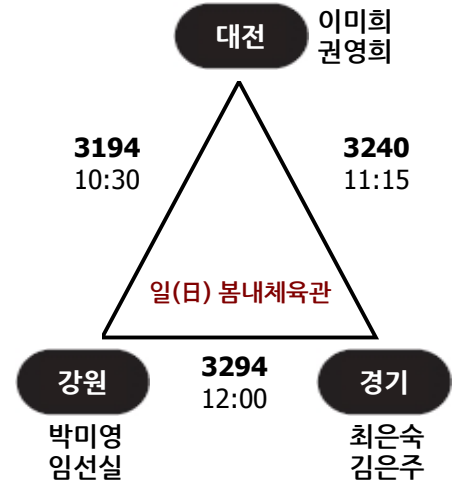 대전
이미희
권영희
3194
10:30
3240
11:15
일(日) 봄내체육관
3294
12:00
강원
박미영
임선실
경기
최은숙
김은주